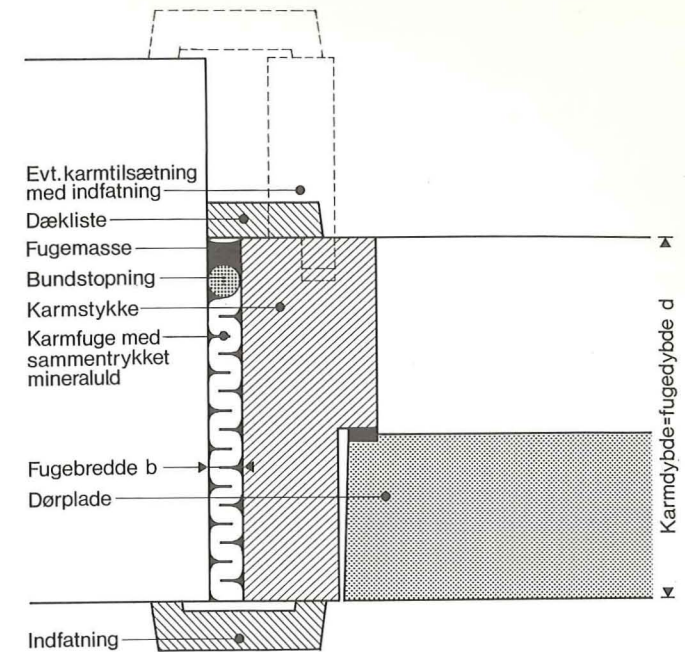 Evt. karmtilsætning
med indfatning
Dækliste
Fugemasse
Bundstopning
Karmstykke
Karmfuge med
sammentrykket
mineraluld
Fugebredde b
Dørplade
Indfatning
Karmdybde=fugedybde d